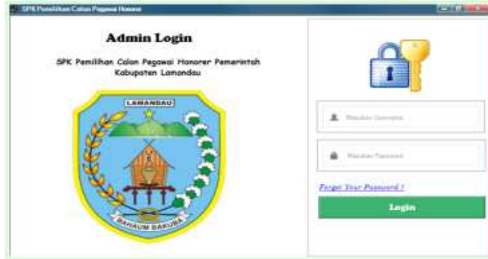 SPK Pemilihan Calon Pegawai Honorer
Admin Login
SPK Pemilihan Calon Pegawai Honorer Pemerintah
Kabupaten Lamandau
LAMANDAU
BAHAUM BAKUBA
Masukan Username
Masukan Password
Forget Your Password ?
Login